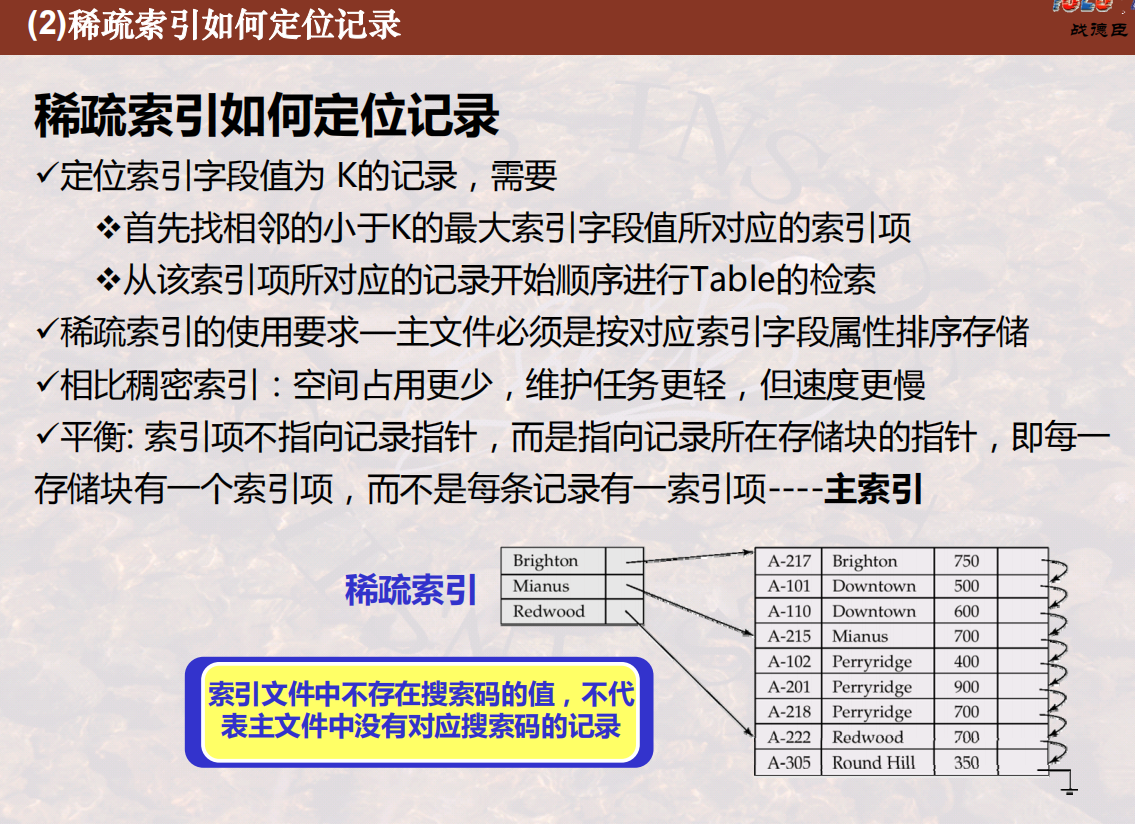 (2)稀疏索引如何定位记录
战德臣
稀疏索引如何定位记录
✓定位索引字段值为 K的记录，需要
❖首先找相邻的小于K的最大索引字段值所对应的索引项
❖从该索引项所对应的记录开始顺序进行Table的检索
✓稀疏索引的使用要求—主文件必须是按对应索引字段属性排序存储
✓相比稠密索引：空间占用更少，维护任务更轻，但速度更慢
✓平衡: 索引项不指向记录指针，而是指向记录所在存储块的指针，即每一
存储块有一个索引项，而不是每条记录有一索引项----主索引
稀疏索引
Brighton
Mianus
Redwood
A-217 Brighton 750
A-101 Downtown 500
A-110 Downtown 600
A-215 Mianus 700
A-102 Perryridge 400
A-201 Perryridge 900
A-218 Perryridge 700
A-222 Redwood 700
A-305 Round Hill 350
索引文件中不存在搜索码的值，不代
表主文件中没有对应搜索码的记录